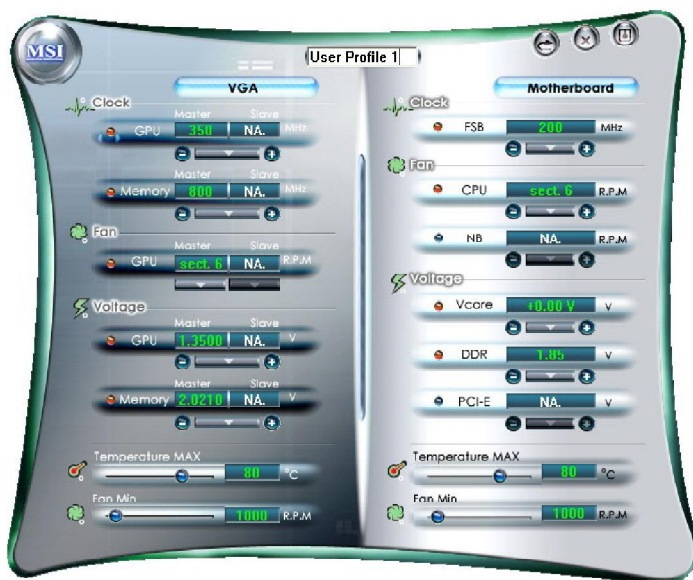 MSI
User Profile 1
VGA
Clock
Master Slave
GPU 350 NA. MHz
Master Slave
Memory 800 NA. MHz
Fan
Master Slave
GPU sect. 6 NA. R.P.M
Voltage
Master Slave
GPU 1.3500 NA. V
Master Slave
Memory 2.0210 NA. V
Temperature MAX
80 °C
Fan Min
1000 R.P.M
Motherboard
Clock
FSB 200 MHz
Fan
CPU sect. 6 R.P.M
NB NA. R.P.M
Voltage
Vcore +0.00 V V
DDR 1.85 V
PCI-E NA. V
Temperature MAX
80 °C
Fan Min
1000 R.P.M